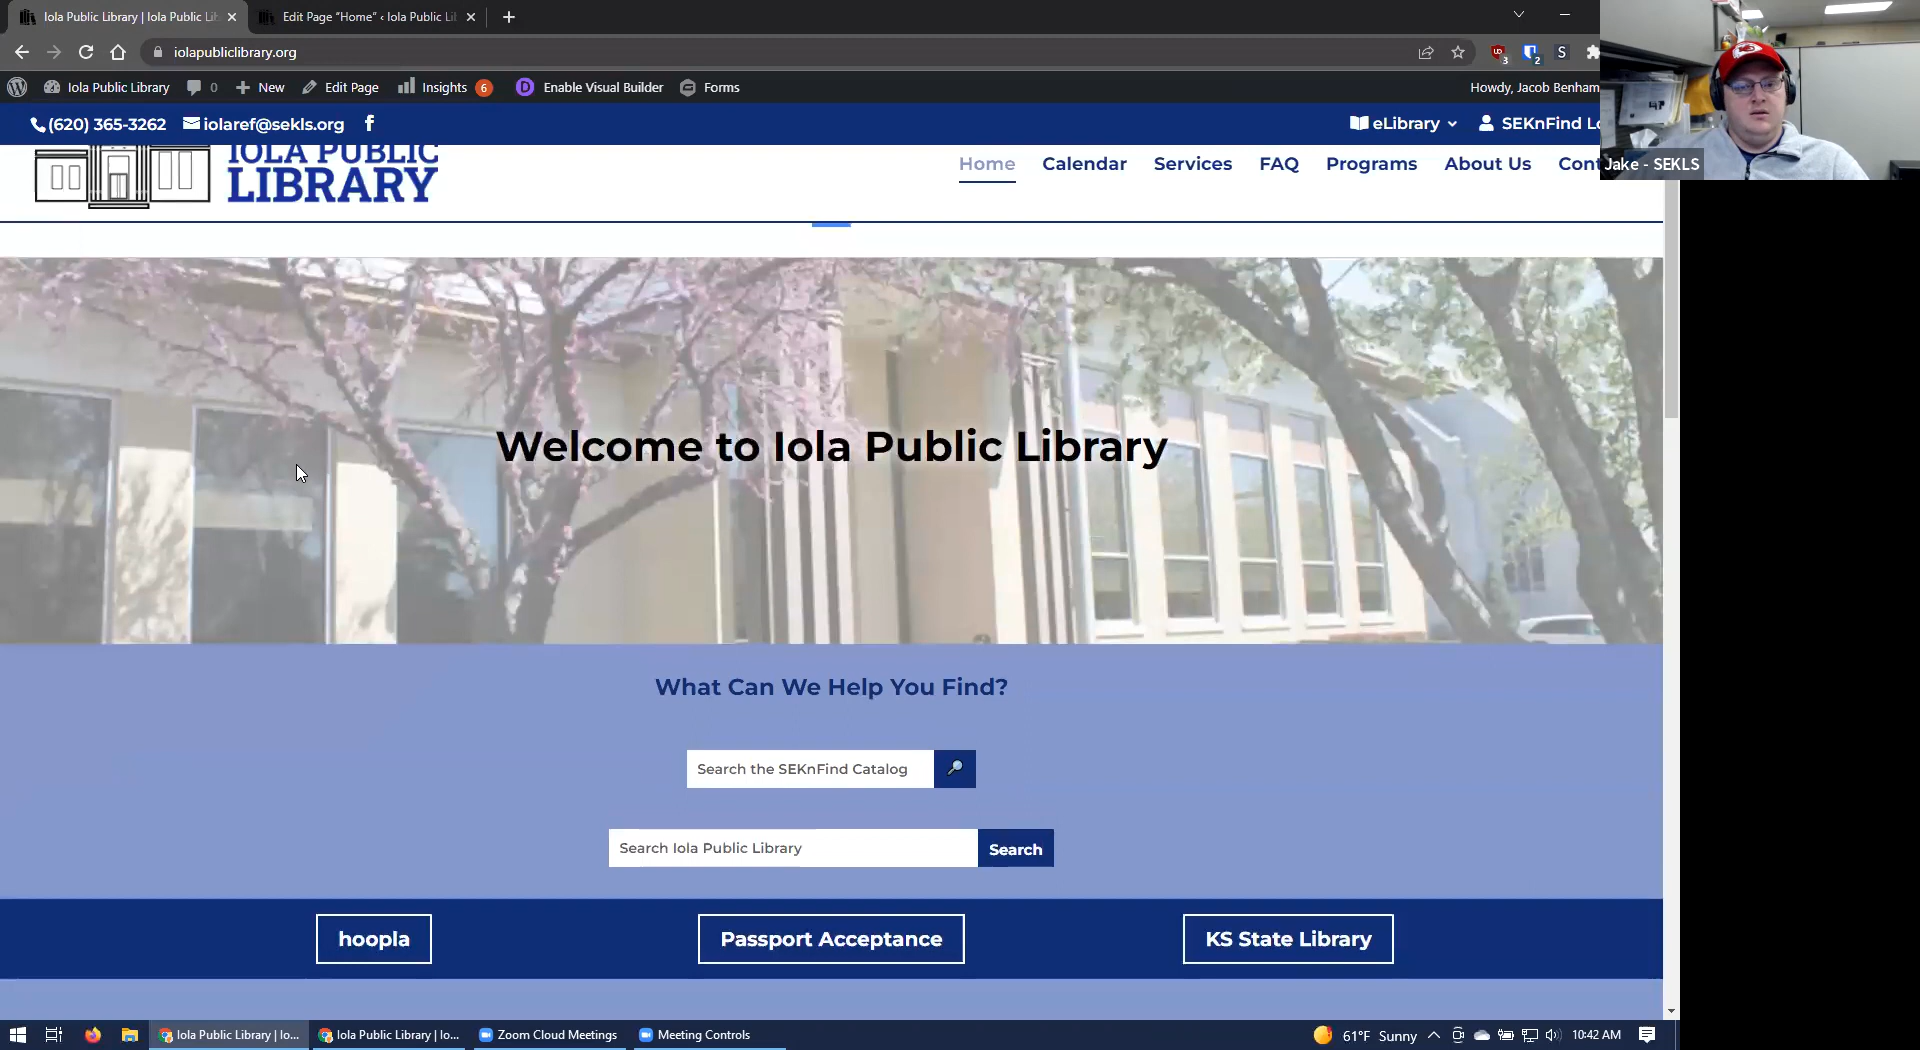 Iola Public Library | Iola Public Li
Edit Page “Home” ‹ Iola Public Li
iolapubliclibrary.org
3
2
S
Iola Public Library
0
New
Edit Page
Insights
6
D
Enable Visual Builder
Forms
Howdy, Jacob Benham
(620) 365-3262
iolaref@sekls.org
eLibrary
SEKnFind Lo
Jake - SEKLS
IOLA PUBLIC
LIBRARY
Home
Calendar
Services
FAQ
Programs
About Us
Cont
Welcome to Iola Public Library
What Can We Help You Find?
Search the SEKnFind Catalog
Search Iola Public Library
Search
hoopla
Passport Acceptance
KS State Library
Iola Public Library | Io...
Iola Public Library | Io...
Zoom Cloud Meetings
Meeting Controls
61°F Sunny
10:42 AM